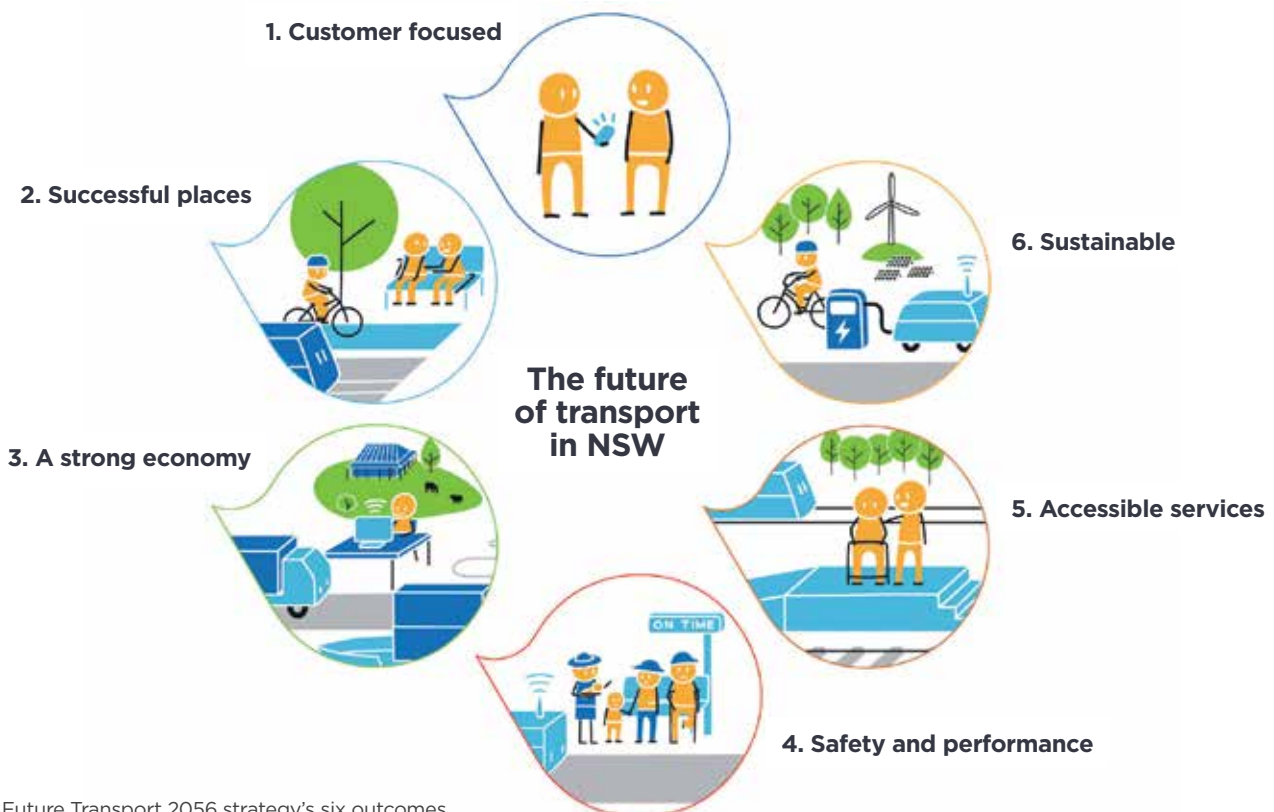 1. Customer focused
2. Successful places
6. Sustainable
The future
of transport
in NSW
3. A strong economy
5. Accessible services
ON TIME
4. Safety and performance
Future Transport 2056 strategy's six outcomes